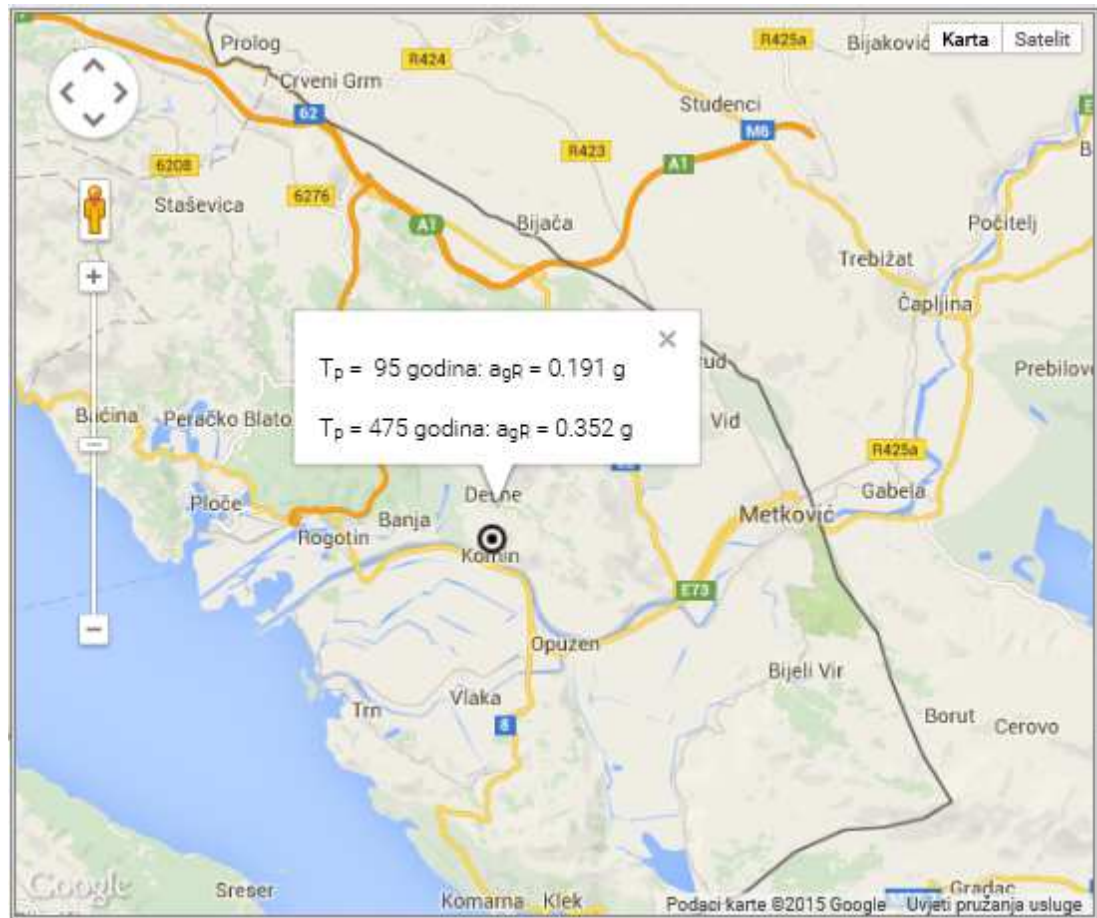 Prolog
R424
R425a
Bijaković
Karta
Satelit
Crveni Grm
62
Studenci
M6
6208
6276
R423
A1
Staševica
A1
Bijača
Počitelj
Trebižat
Čapljina
Tp = 95 godina: agR = 0.191 g
Tp = 475 godina: agR = 0.352 g
Prebilov
Baćina
Peračko Blato
Vid
R425a
Ploče
Gabela
Banja
Metković
Rogotin
Komin
E73
Opuzen
Bijeli Vir
Vlaka
Trn
8
Borut
Cerovo
Google
Sreser
Komarna
Klek
Gradac
Podaci karte ©2015 Google
Uvjeti pružanja usluge